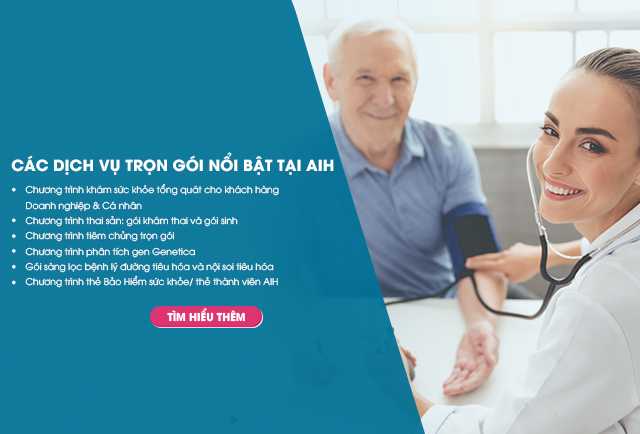 CÁC DỊCH VỤ TRỌN GÓI NỔI BẬT TẠI AIH
• Chương trình khám sức khỏe tổng quát cho khách hàng
Doanh nghiệp & Cá nhân
• Chương trình thai sản: gói khám thai và gói sinh
• Chương trình tiêm chủng trọn gói
• Chương trình phân tích gen Genetica
• Gói sàng lọc bệnh lý đường tiêu hóa và nội soi tiêu hóa
• Chương trình thẻ Bảo Hiểm sức khỏe/ thẻ thành viên AIH
TÌM HIỂU THÊM